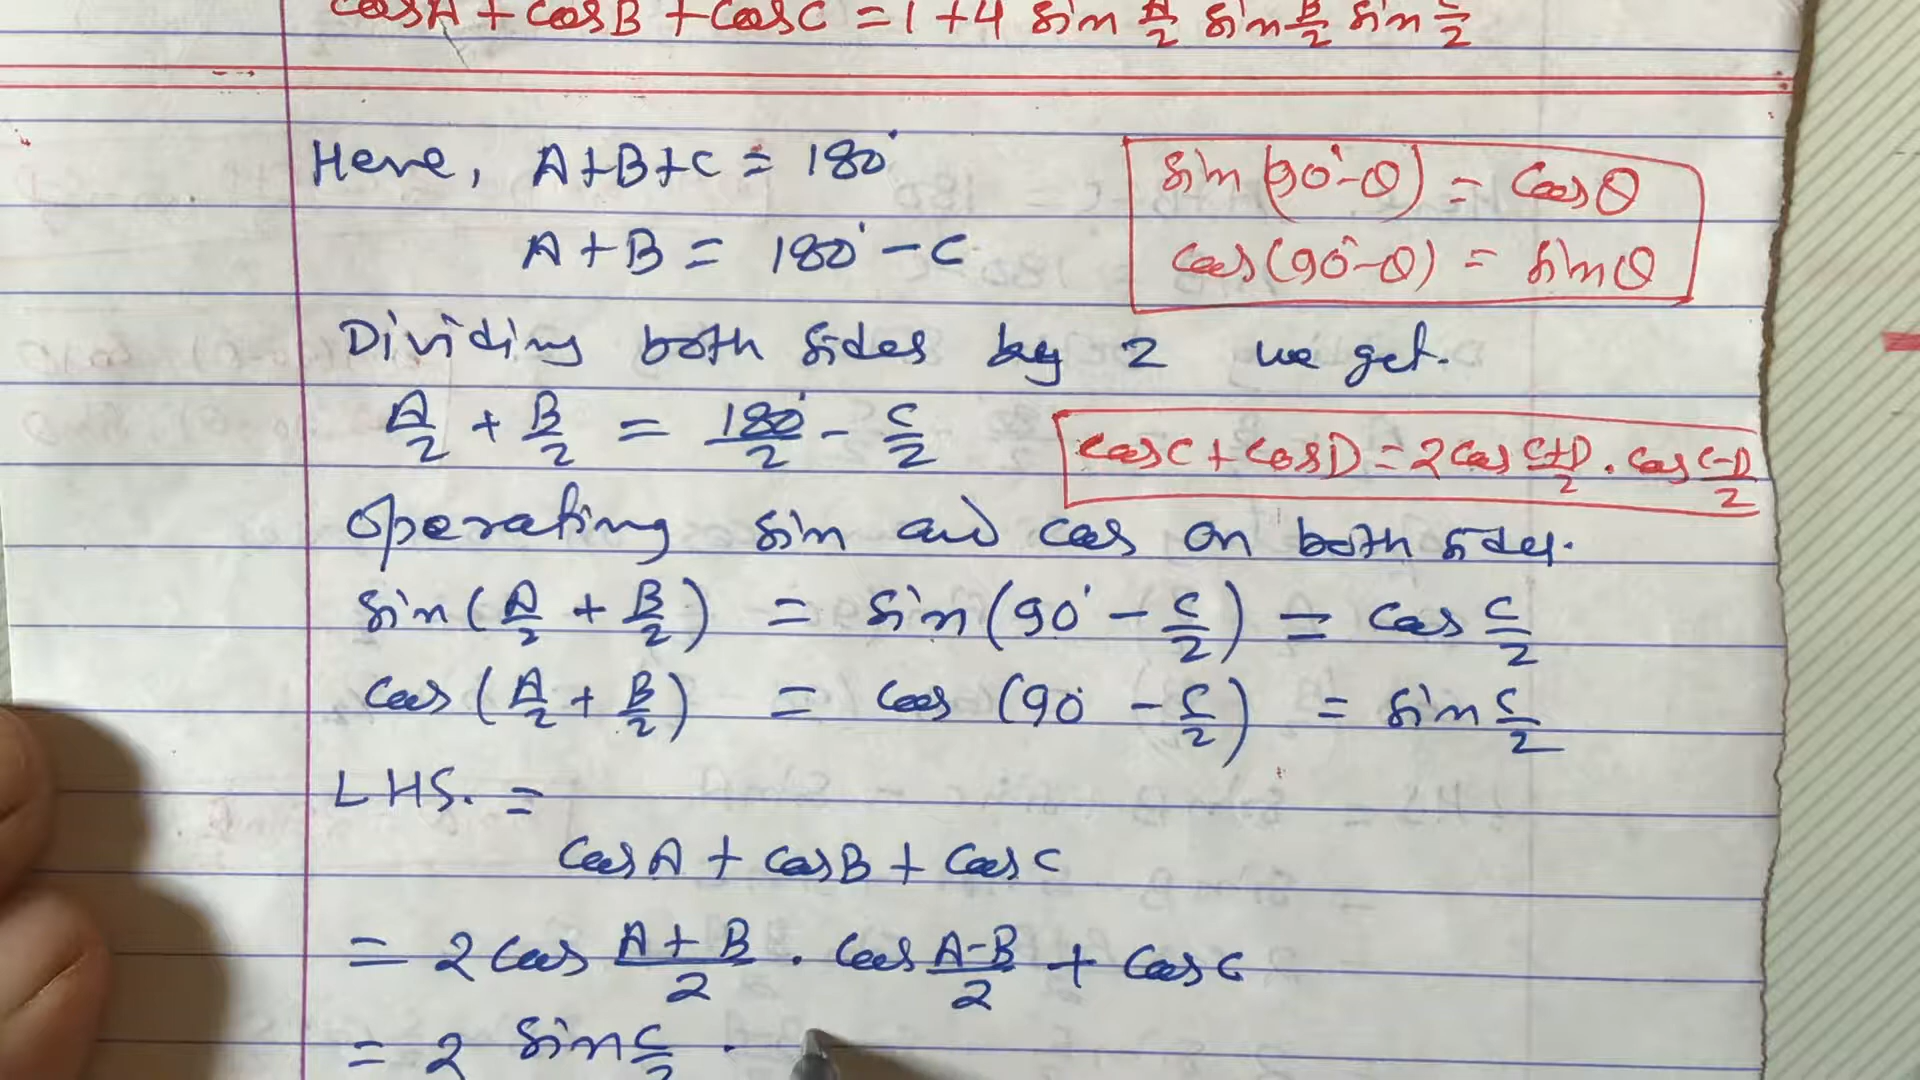 cosA + cosB + cosC = 1 + 4 sin A/2 sin B/2 sin C/2
Here, A+B+C = 180°
A+B = 180° - C
sin(90°-θ) = cosθ
cos(90°-θ) = sinθ
Dividing both sides by 2 we get.
A/2 + B/2 = 180°/2 - C/2
cosC + cosD = 2cos C+D/2 . cos C-D/2
Operating sin and cos on both sides.
sin(A/2 + B/2) = sin(90° - C/2) = cos C/2
cos(A/2 + B/2) = cos(90° - C/2) = sin C/2
LHS. =
cosA + cosB + cosC
= 2 cos A+B/2 . cos A-B/2 + cosC
= 2 sin C/2 .